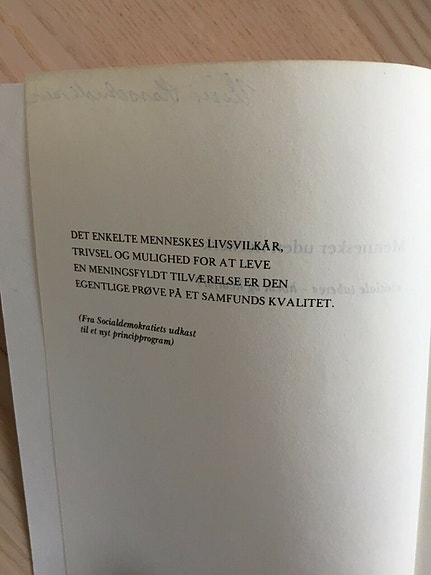 DET ENKELTE MENNESKES LIVSVILKÅR,
TRIVSEL OG MULIGHED FOR AT LEVE
EN MENINGSFYLDT TILVÆRELSE ER DEN
EGENTLIGE PRØVE PÅ ET SAMFUNDS KVALITET.
(Fra Socialdemokratiets udkast
til et nyt principprogram)